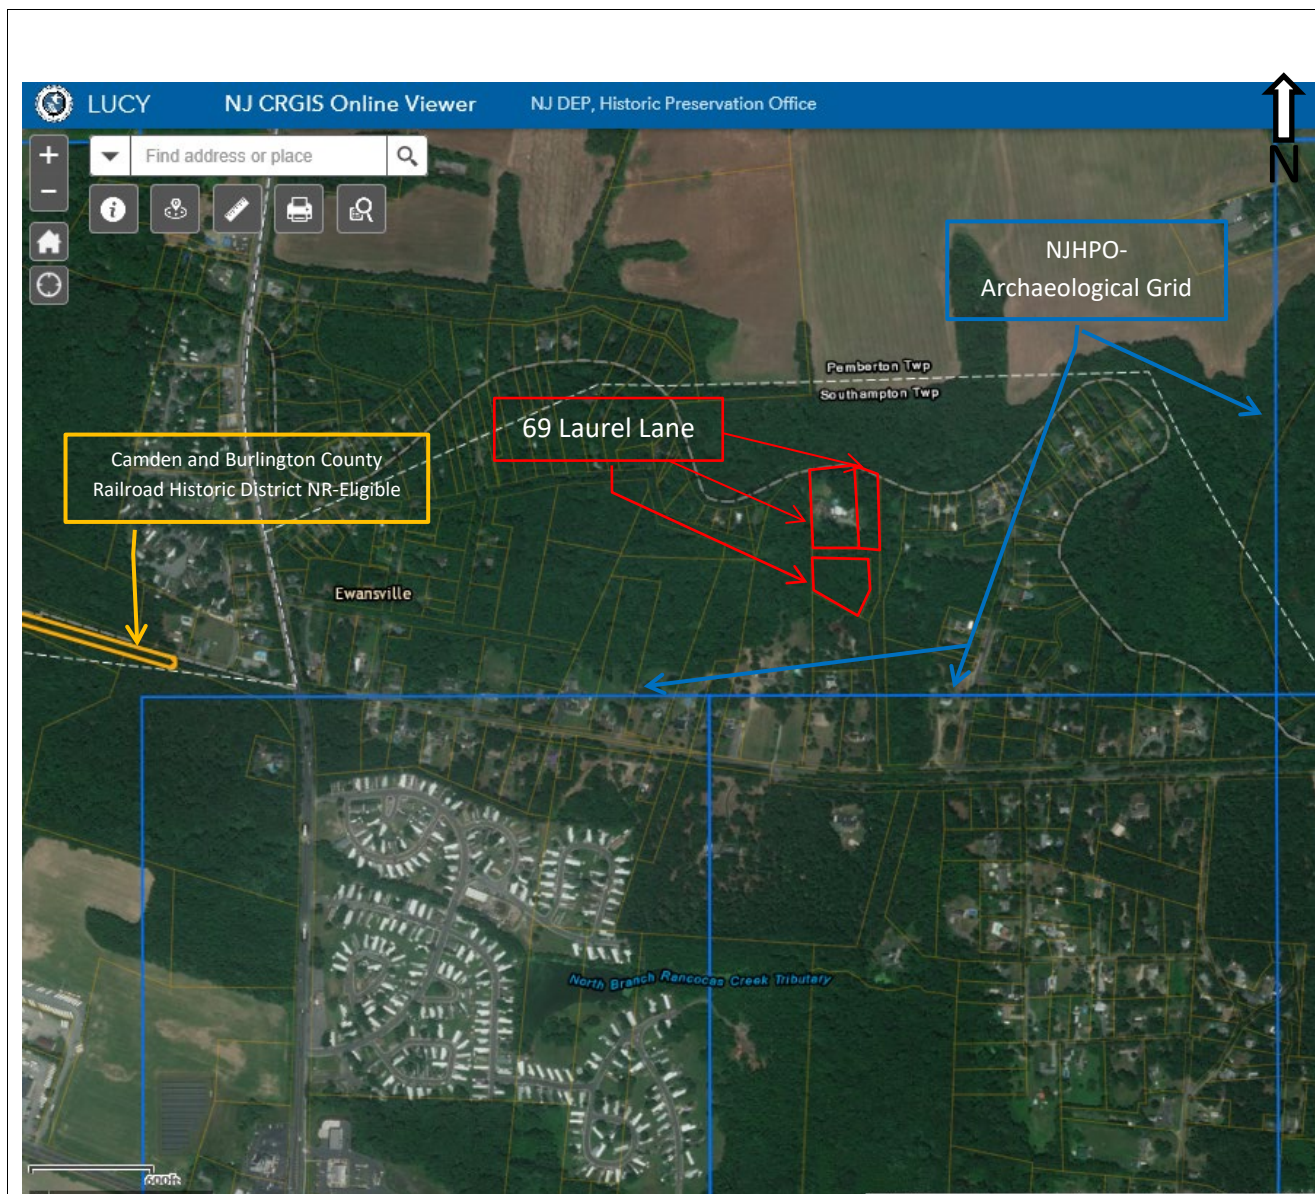 LUCY NJ CRGIS Online Viewer NJ DEP, Historic Preservation Office
+
Find address or place
−
N
NJHPO-
Archaeological Grid
Pemberton Twp
Southampton Twp
69 Laurel Lane
Camden and Burlington County
Railroad Historic District NR-Eligible
Ewansville
North Branch Rancocas Creek Tributary
600ft